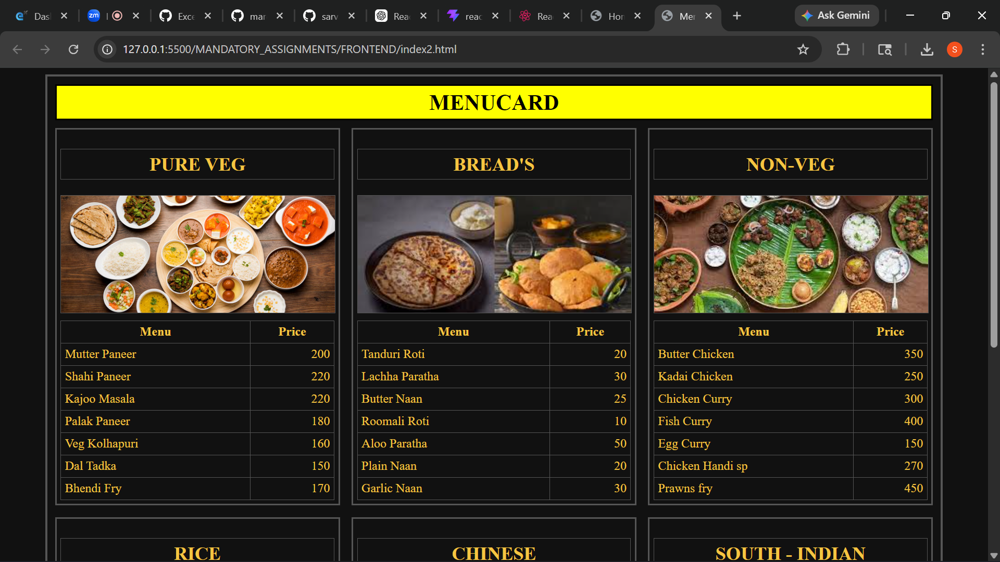 Das
Exce
mar
sarv
Rea
reac
Rea
Hor
Mer
Ask Gemini
127.0.0.1:5500/MANDATORY_ASSIGNMENTS/FRONTEND/index2.html
S
MENUCARD
PURE VEG
Menu Price
Mutter Paneer 200
Shahi Paneer 220
Kajoo Masala 220
Palak Paneer 180
Veg Kolhapuri 160
Dal Tadka 150
Bhendi Fry 170
BREAD'S
Menu Price
Tanduri Roti 20
Lachha Paratha 30
Butter Naan 25
Roomali Roti 10
Aloo Paratha 50
Plain Naan 20
Garlic Naan 30
NON-VEG
Menu Price
Butter Chicken 350
Kadai Chicken 250
Chicken Curry 300
Fish Curry 400
Egg Curry 150
Chicken Handi sp 270
Prawns fry 450
RICE
CHINESE
SOUTH - INDIAN